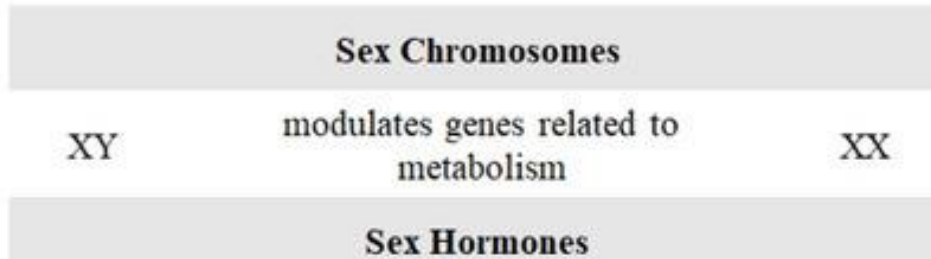 Sex Chromosomes
XY modulates genes related to metabolism XX
Sex Hormones